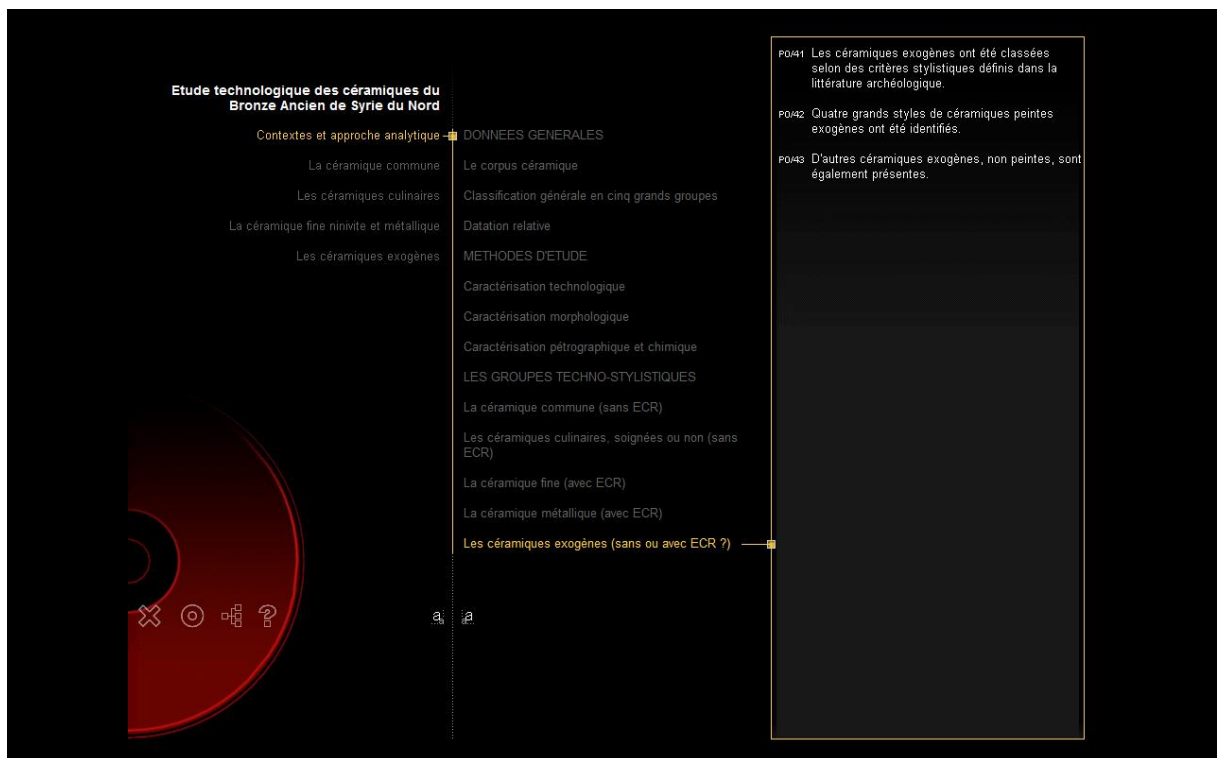 Etude technologique des céramiques du
Bronze Ancien de Syrie du Nord
Contextes et approche analytique
La céramique commune
Les céramiques culinaires
La céramique fine ninivite et métallique
Les céramiques exogènes
DONNEES GENERALES
Le corpus céramique
Classification générale en cinq grands groupes
Datation relative
METHODES D'ETUDE
Caractérisation technologique
Caractérisation morphologique
Caractérisation pétrographique et chimique
LES GROUPES TECHNO-STYLISTIQUES
La céramique commune (sans ECR)
Les céramiques culinaires, soignées ou non (sans
ECR)
La céramique fine (avec ECR)
La céramique métallique (avec ECR)
Les céramiques exogènes (sans ou avec ECR ?)
P0/41 Les céramiques exogènes ont été classées
selon des critères stylistiques définis dans la
littérature archéologique.
P0/42 Quatre grands styles de céramiques peintes
exogènes ont été identifiés.
P0/43 D'autres céramiques exogènes, non peintes, sont
également présentes.
?
a a